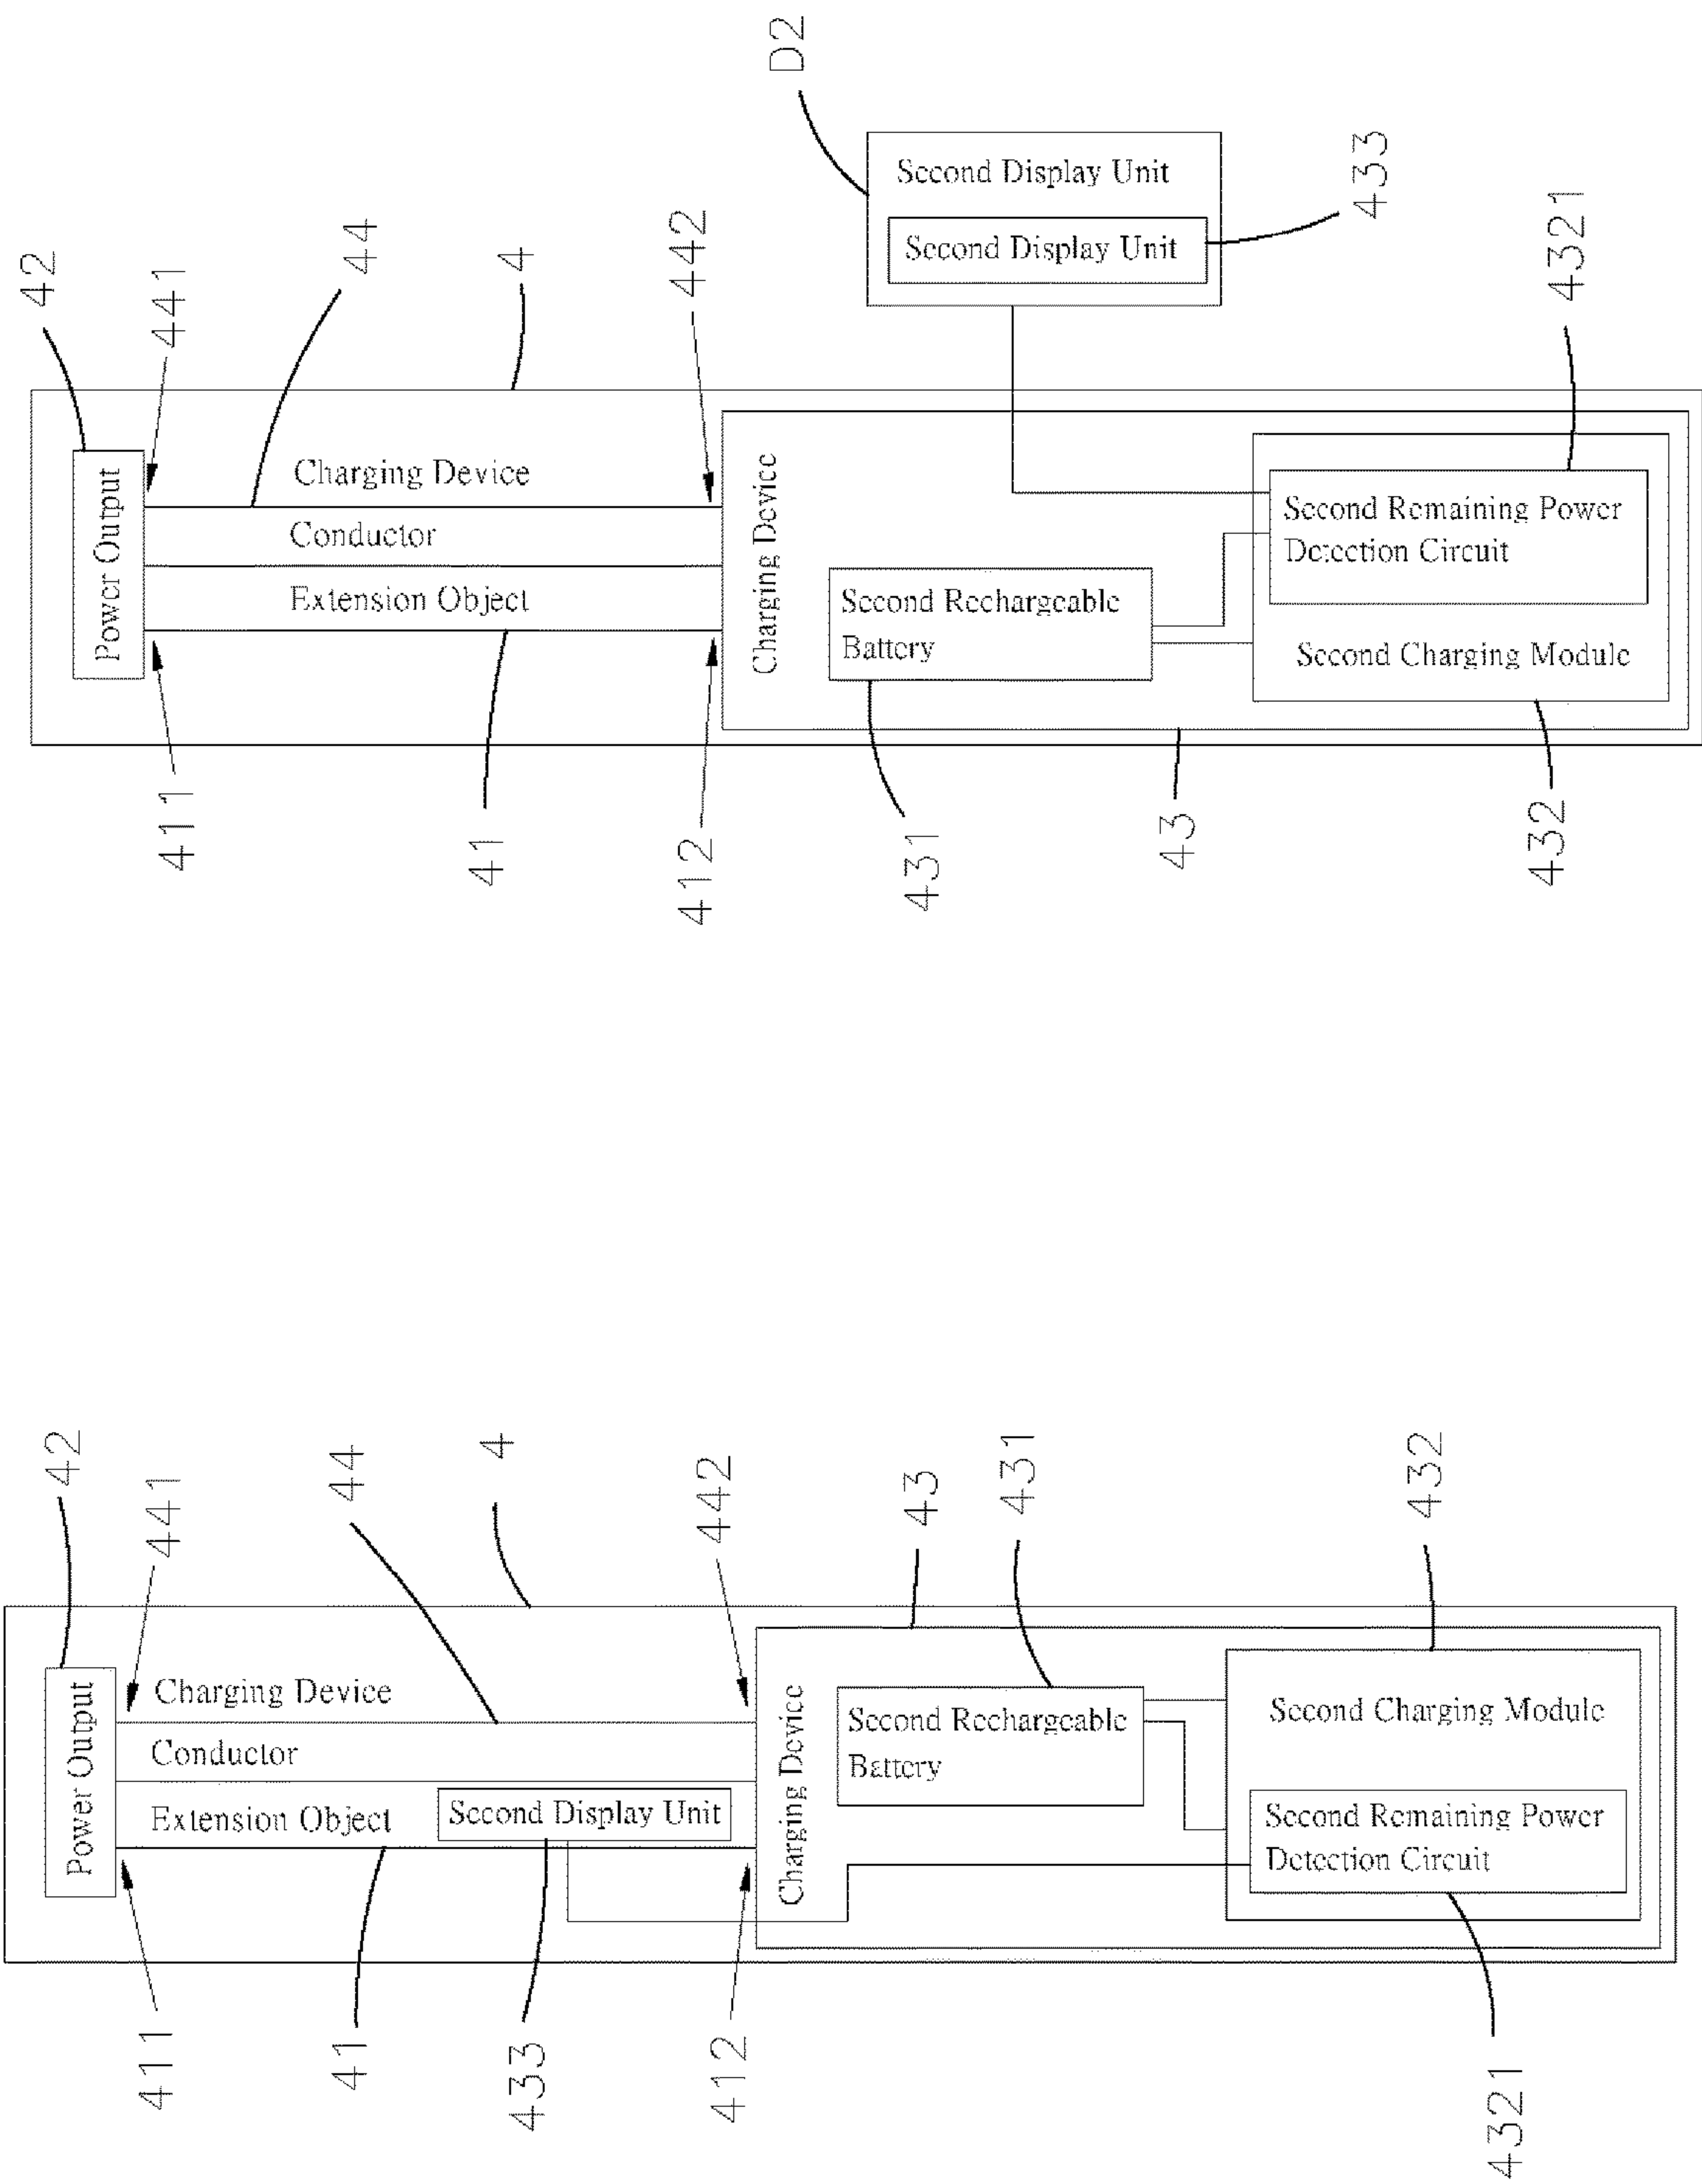 D2
Second Display Unit
Second Display Unit
433
42
441
44
4
442
4321
Power Output
Charging Device
Conductor
Extension Object
Charging Device
Second Rechargeable
Battery
Second Remaining Power
Detection Circuit
Second Charging Module
411
41
412
431
43
432
42
441
44
4
442
43
431
432
Power Output
Charging Device
Conductor
Extension Object
Second Display Unit
Charging Device
Second Rechargeable
Battery
Second Charging Module
Second Remaining Power
Detection Circuit
411
41
433
412
4321